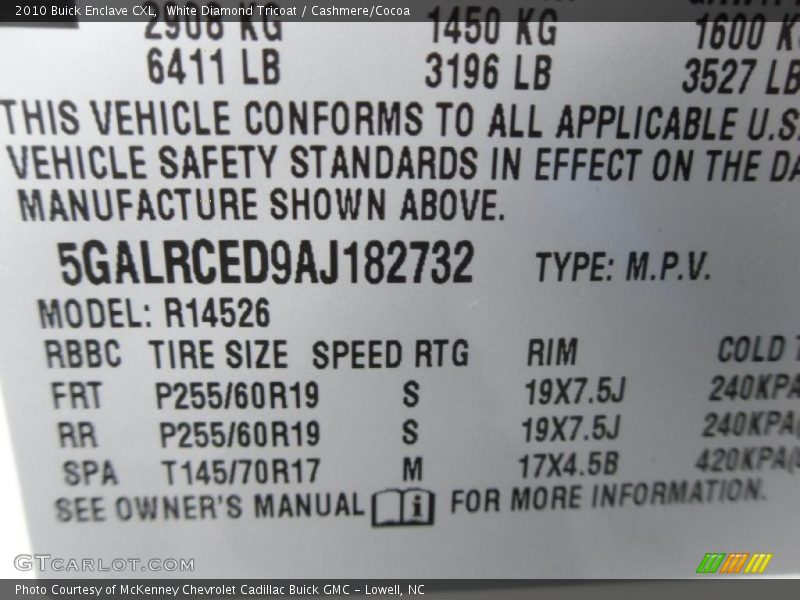 2010 Buick Enclave CXL, White Diamond Tricoat / Cashmere/Cocoa
2908 KG 1450 KG 1600 KG
6411 LB 3196 LB 3527 LB
THIS VEHICLE CONFORMS TO ALL APPLICABLE U.S.
VEHICLE SAFETY STANDARDS IN EFFECT ON THE DA
MANUFACTURE SHOWN ABOVE.
5GALRCED9AJ182732 TYPE: M.P.V.
MODEL: R14526
RBBC TIRE SIZE SPEED RTG RIM COLD
FRT P255/60R19 S 19X7.5J 240KPA
RR P255/60R19 S 19X7.5J 240KPA(
SPA T145/70R17 M 17X4.5B 420KPA(
SEE OWNER'S MANUAL i FOR MORE INFORMATION.
GTCARLOT.COM
Photo Courtesy of McKenney Chevrolet Cadillac Buick GMC - Lowell, NC